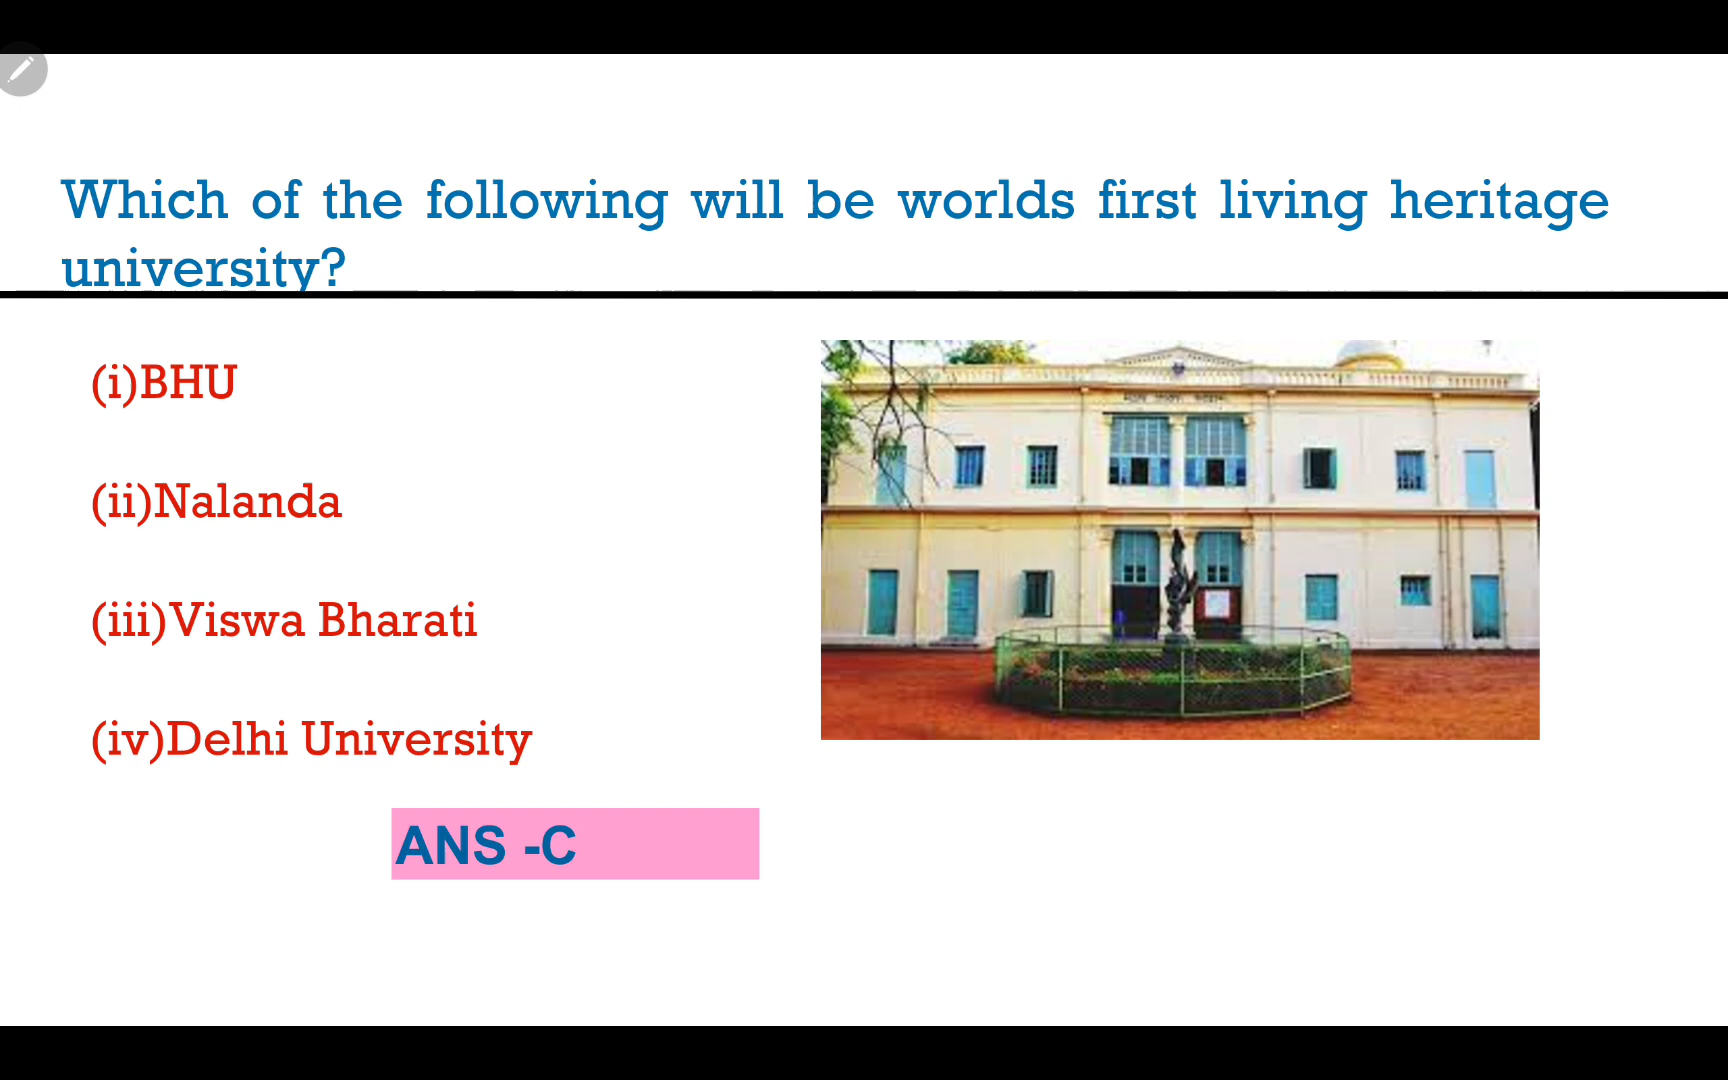 Which of the following will be worlds first living heritage
university?
(i)BHU
(ii)Nalanda
(iii)Viswa Bharati
(iv)Delhi University
ANS -C